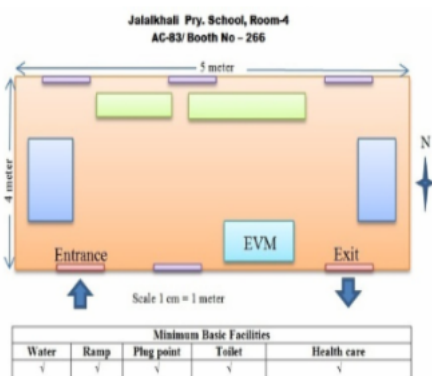 Jalalkhali Pry. School, Room-4
AC-83/ Booth No – 266
5 meter
4 meter
N
EVM
Entrance
Exit
Scale 1 cm = 1 meter
Minimum Basic Facilities
Water Ramp Plug point Toilet Health care
√ √ √ √ √